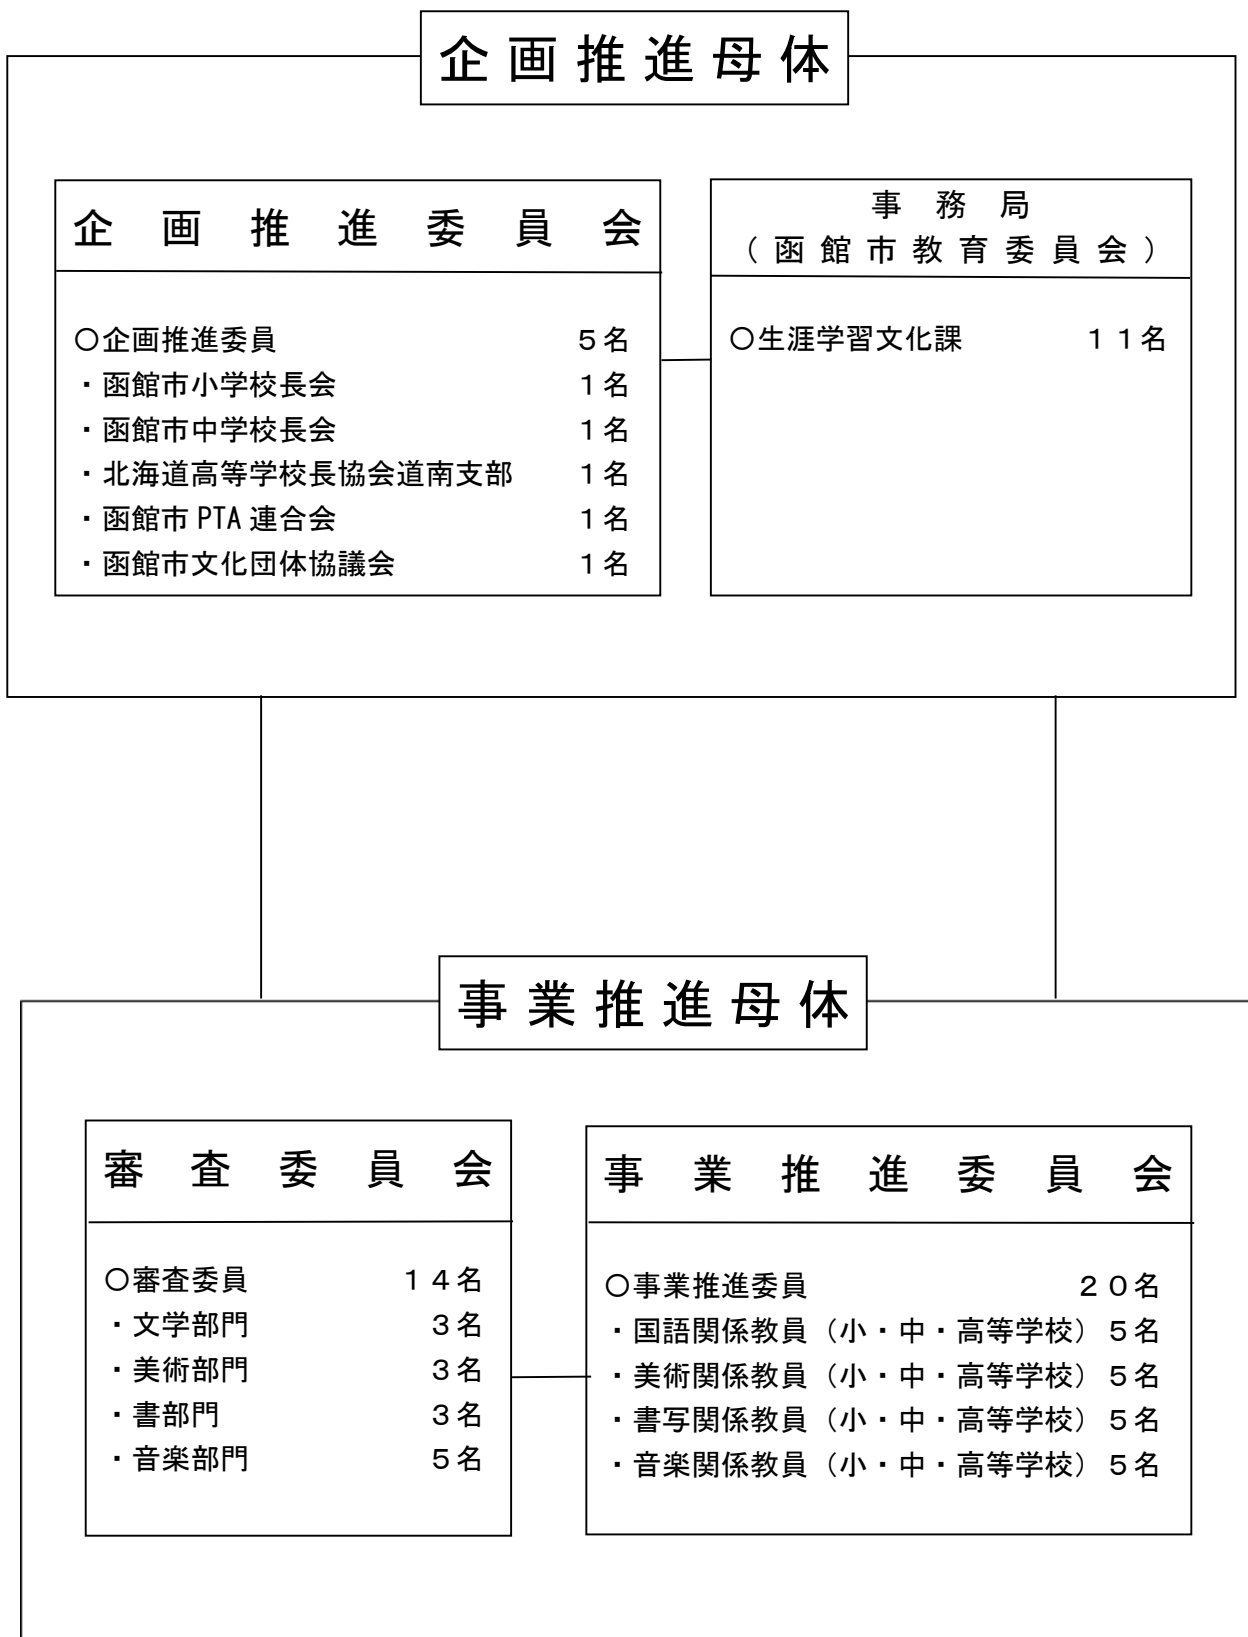 企画推進母体
企画推進委員会
○企画推進委員 5名
・函館市小学校長会 1名
・函館市中学校長会 1名
・北海道高等学校長協会道南支部 1名
・函館市PTA連合会 1名
・函館市文化団体協議会 1名
事務局
(函館市教育委員会)
○生涯学習文化課 11名
事業推進母体
審査委員会
○審査委員 14名
・文学部門 3名
・美術部門 3名
・書部門 3名
・音楽部門 5名
事業推進委員会
○事業推進委員 20名
・国語関係教員(小・中・高等学校)5名
・美術関係教員(小・中・高等学校)5名
・書写関係教員(小・中・高等学校)5名
・音楽関係教員(小・中・高等学校)5名